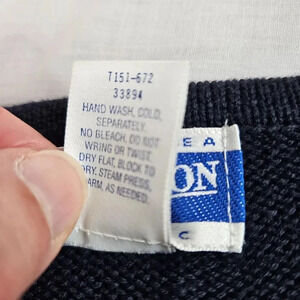 T151-672
33894
HAND WASH, COLD,
SEPARATELY.
NO BLEACH, DO NOT
WRING OR TWIST.
DRY FLAT, BLOCK TO
DRY. STEAM PRESS,
WARM, AS NEEDED.
E A
ON
C